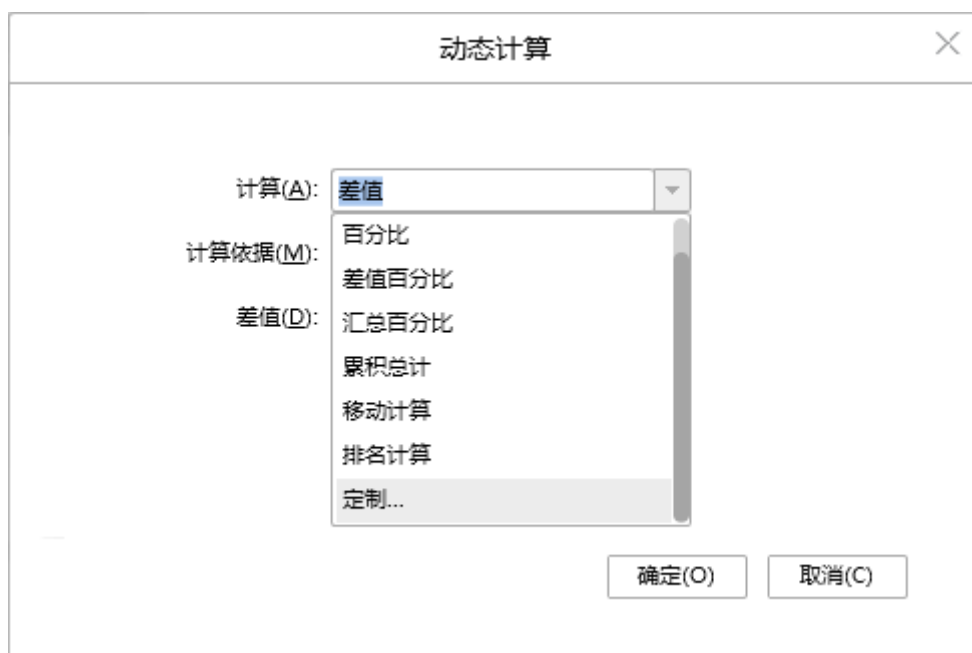 动态计算
计算(A):
差值
百分比
计算依据(M):
差值百分比
差值(D):
汇总百分比
累积总计
移动计算
排名计算
定制...
确定(O)
取消(C)